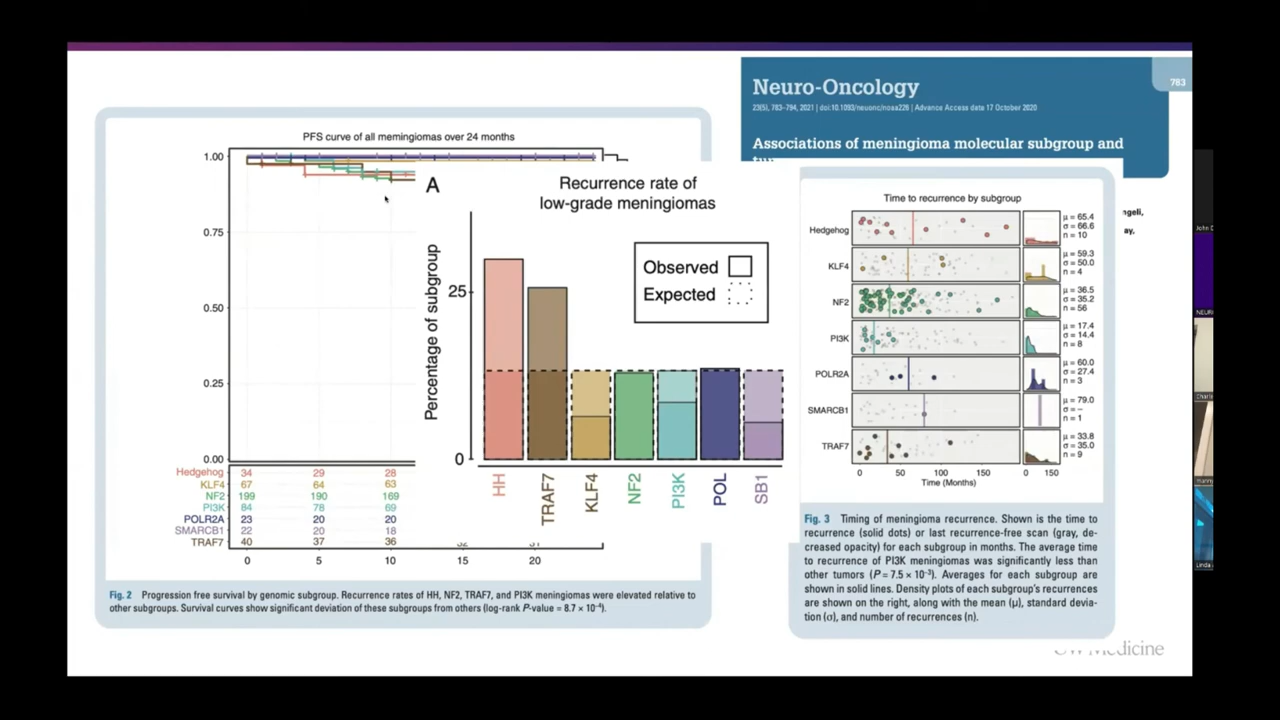 783
Neuro-Oncology
23(5), 783–794, 2021 | doi:10.1093/neuonc/noaa226 | Advance Access date 17 October 2020
Associations of meningioma molecular subgroup and
ngeli,
ay,
PFS curve of all memingiomas over 24 months
1.00
0.75
0.50
0.25
0.00
Hedgehog 34 29 28
KLF4 67 64 63
NF2 199 190 169
PI3K 84 78 69
POLR2A 23 20 20
SMARCB1 22 20 18
TRAF7 40 37 36
0 5 10 15 20
Fig. 2 Progression free survival by genomic subgroup. Recurrence rates of HH, NF2, TRAF7, and PI3K meningiomas were elevated relative to
other subgroups. Survival curves show significant deviation of these subgroups from others (log-rank P-value = 8.7 × 10⁻⁴).
A
Recurrence rate of
low-grade meningiomas
Observed
Expected
Percentage of subgroup
25
0
HH TRAF7 KLF4 NF2 PI3K POL SB1
Time to recurrence by subgroup
Hedgehog
μ = 65.4
σ = 66.6
n = 10
KLF4
μ = 59.3
σ = 50.0
n = 4
NF2
μ = 36.5
σ = 35.2
n = 56
PI3K
μ = 17.4
σ = 14.4
n = 8
POLR2A
μ = 60.0
σ = 27.4
n = 3
SMARCB1
μ = 79.0
σ = –
n = 1
TRAF7
μ = 33.8
σ = 35.0
n = 9
0 50 100 150 0 150
Time (Months)
Fig. 3 Timing of meningioma recurrence. Shown is the time to
recurrence (solid dots) or last recurrence-free scan (gray, de-
creased opacity) for each subgroup in months. The average time
to recurrence of PI3K meningiomas was significantly less than
other tumors (P = 7.5 × 10⁻³). Averages for each subgroup are
shown in solid lines. Density plots of each subgroup's recurrences
are shown on the right, along with the mean (μ), standard devia-
tion (σ), and number of recurrences (n).
UW Medicine
John D
NEUR
Charle
Linda